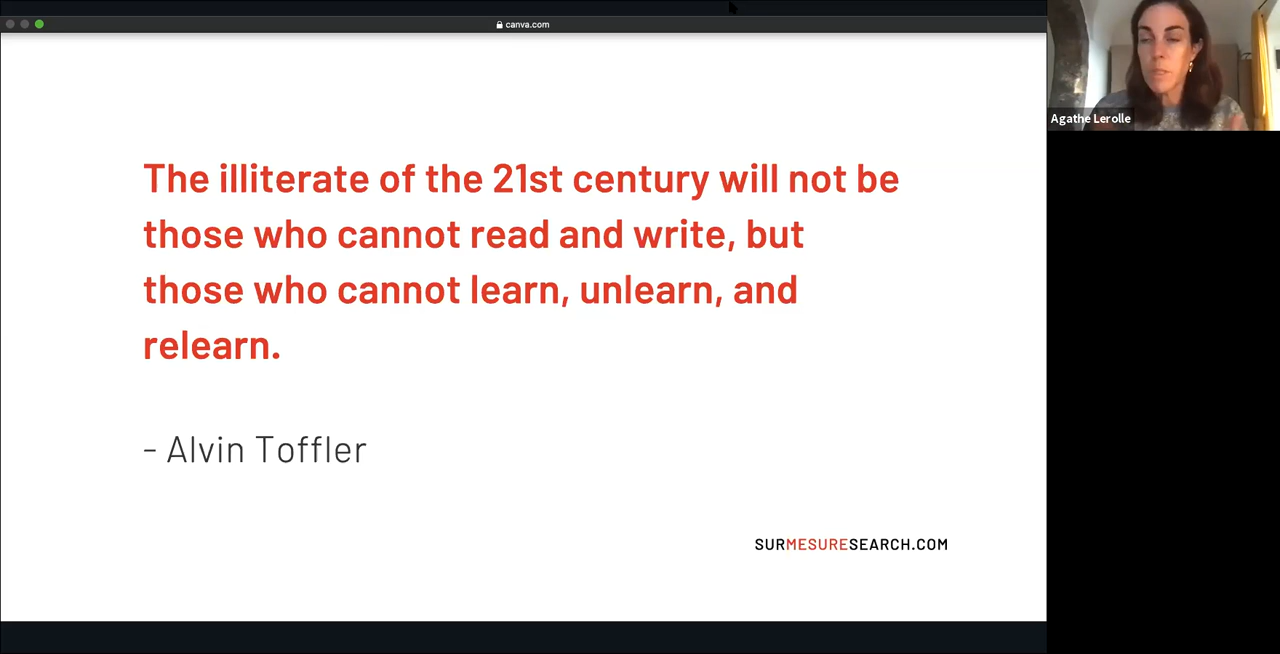 canva.com
The illiterate of the 21st century will not be
those who cannot read and write, but
those who cannot learn, unlearn, and
relearn.
- Alvin Toffler
SURMESURESEARCH.COM
Agathe Lerolle